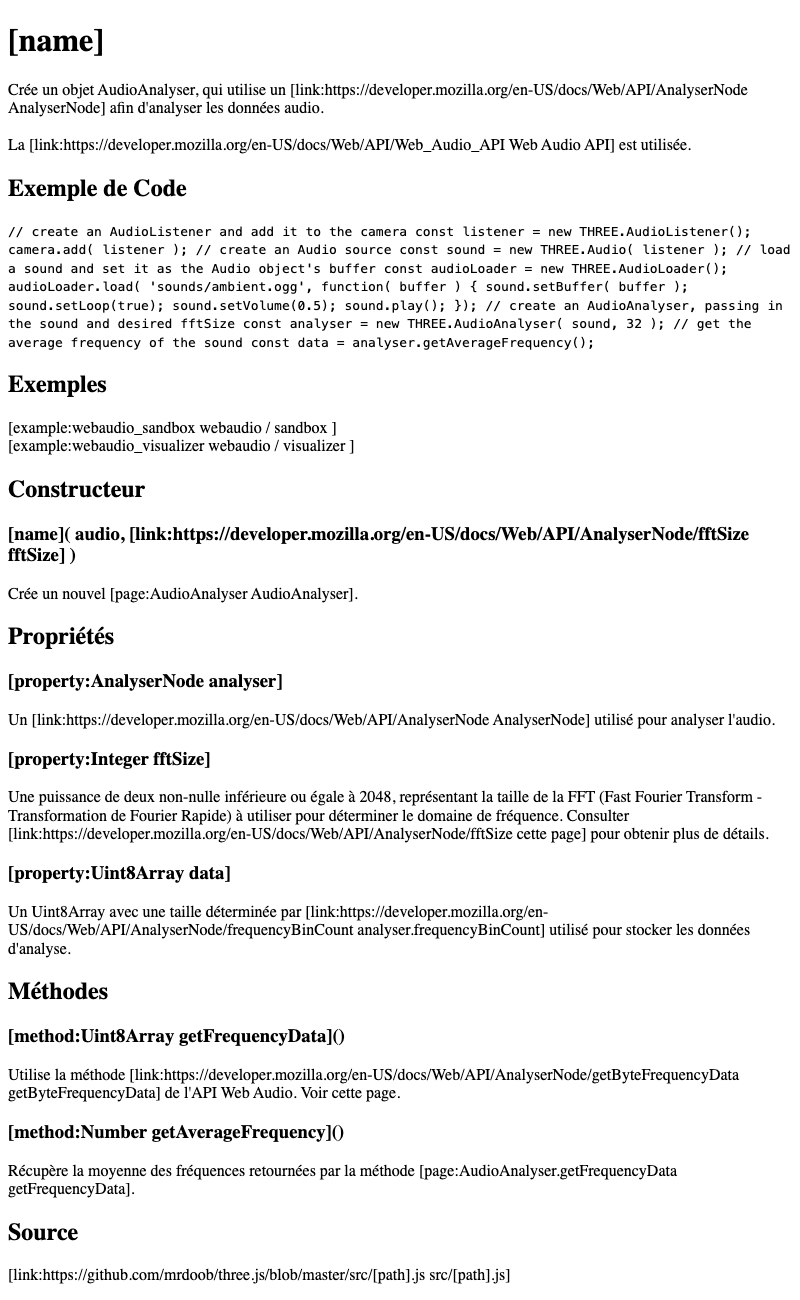 [name]
Crée un objet AudioAnalyser, qui utilise un [link:https://developer.mozilla.org/en-US/docs/Web/API/AnalyserNode
AnalyserNode] afin d'analyser les données audio.
La [link:https://developer.mozilla.org/en-US/docs/Web/API/Web_Audio_API Web Audio API] est utilisée.
Exemple de Code
// create an AudioListener and add it to the camera const listener = new THREE.AudioListener();
camera.add( listener ); // create an Audio source const sound = new THREE.Audio( listener ); // load
a sound and set it as the Audio object's buffer const audioLoader = new THREE.AudioLoader();
audioLoader.load( 'sounds/ambient.ogg', function( buffer ) { sound.setBuffer( buffer );
sound.setLoop(true); sound.setVolume(0.5); sound.play(); }); // create an AudioAnalyser, passing in
the sound and desired fftSize const analyser = new THREE.AudioAnalyser( sound, 32 ); // get the
average frequency of the sound const data = analyser.getAverageFrequency();
Exemples
[example:webaudio_sandbox webaudio / sandbox ]
[example:webaudio_visualizer webaudio / visualizer ]
Constructeur
[name]( audio, [link:https://developer.mozilla.org/en-US/docs/Web/API/AnalyserNode/fftSize
fftSize] )
Crée un nouvel [page:AudioAnalyser AudioAnalyser].
Propriétés
[property:AnalyserNode analyser]
Un [link:https://developer.mozilla.org/en-US/docs/Web/API/AnalyserNode AnalyserNode] utilisé pour analyser l'audio.
[property:Integer fftSize]
Une puissance de deux non-nulle inférieure ou égale à 2048, représentant la taille de la FFT (Fast Fourier Transform -
Transformation de Fourier Rapide) à utiliser pour déterminer le domaine de fréquence. Consulter
[link:https://developer.mozilla.org/en-US/docs/Web/API/AnalyserNode/fftSize cette page] pour obtenir plus de détails.
[property:Uint8Array data]
Un Uint8Array avec une taille déterminée par [link:https://developer.mozilla.org/en-
US/docs/Web/API/AnalyserNode/frequencyBinCount analyser.frequencyBinCount] utilisé pour stocker les données
d'analyse.
Méthodes
[method:Uint8Array getFrequencyData]()
Utilise la méthode [link:https://developer.mozilla.org/en-US/docs/Web/API/AnalyserNode/getByteFrequencyData
getByteFrequencyData] de l'API Web Audio. Voir cette page.
[method:Number getAverageFrequency]()
Récupère la moyenne des fréquences retournées par la méthode [page:AudioAnalyser.getFrequencyData
getFrequencyData].
Source
[link:https://github.com/mrdoob/three.js/blob/master/src/[path].js src/[path].js]